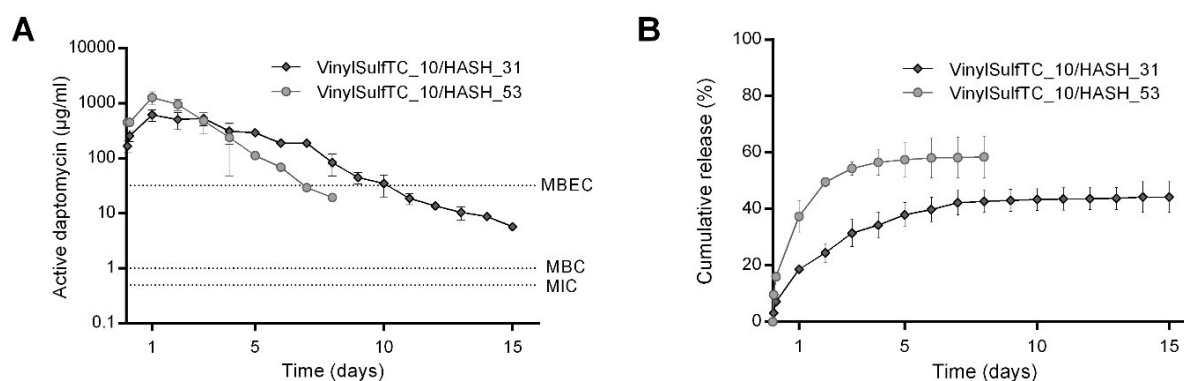 A
Active daptomycin (µg/ml)
10000
1000
100
10
1
0.1
VinylSulfTC_10/HASH_31
VinylSulfTC_10/HASH_53
MBEC
MBC
MIC
1 5 10 15
Time (days)
B
Cumulative release (%)
100
80
60
40
20
0
VinylSulfTC_10/HASH_31
VinylSulfTC_10/HASH_53
1 5 10 15
Time (days)